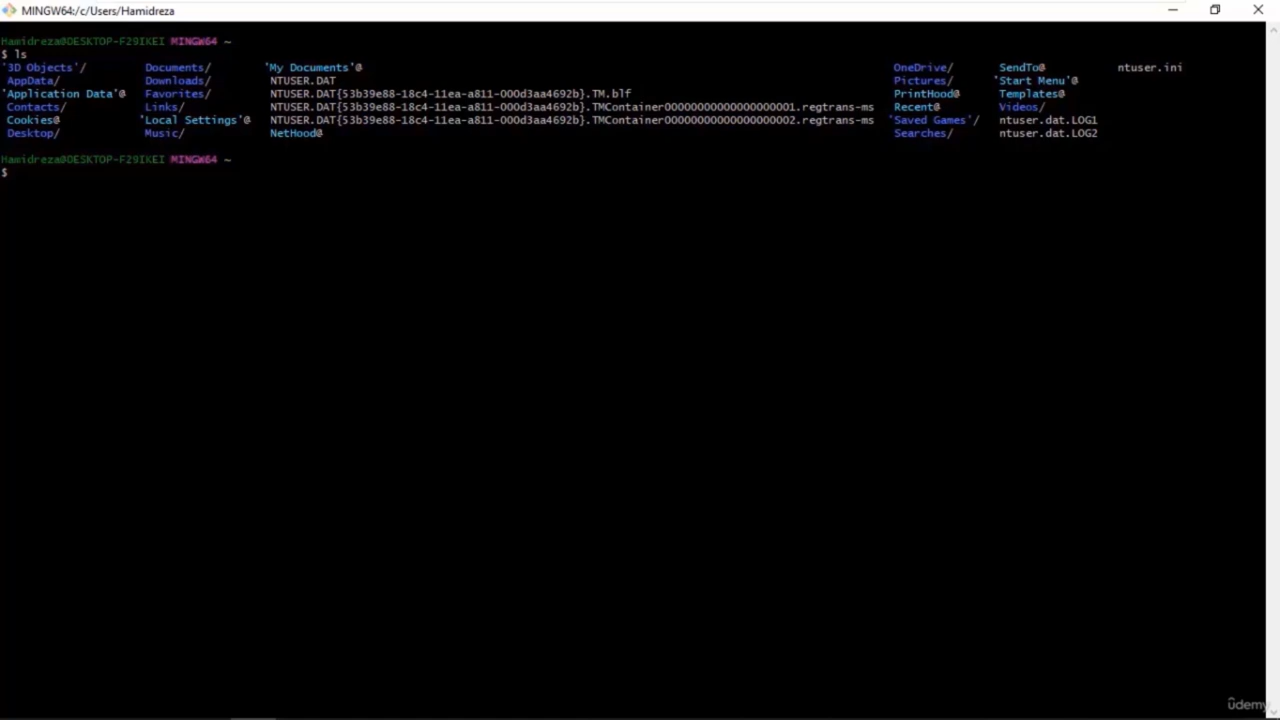 MINGW64:/c/Users/Hamidreza
Hamidreza@DESKTOP-F29IKEI MINGW64 ~
$ ls
'3D Objects'/ Documents/ 'My Documents'@ OneDrive/ SendTo@ ntuser.ini
AppData/ Downloads/ NTUSER.DAT Pictures/ 'Start Menu'@
'Application Data'@ Favorites/ NTUSER.DAT{53b39e88-18c4-11ea-a811-000d3aa4692b}.TM.blf PrintHood@ Templates@
Contacts/ Links/ NTUSER.DAT{53b39e88-18c4-11ea-a811-000d3aa4692b}.TMContainer00000000000000000001.regtrans-ms Recent@ Videos/
Cookies@ 'Local Settings'@ NTUSER.DAT{53b39e88-18c4-11ea-a811-000d3aa4692b}.TMContainer00000000000000000002.regtrans-ms 'Saved Games'/ ntuser.dat.LOG1
Desktop/ Music/ NetHood@ Searches/ ntuser.dat.LOG2
Hamidreza@DESKTOP-F29IKEI MINGW64 ~
$
ûdemy